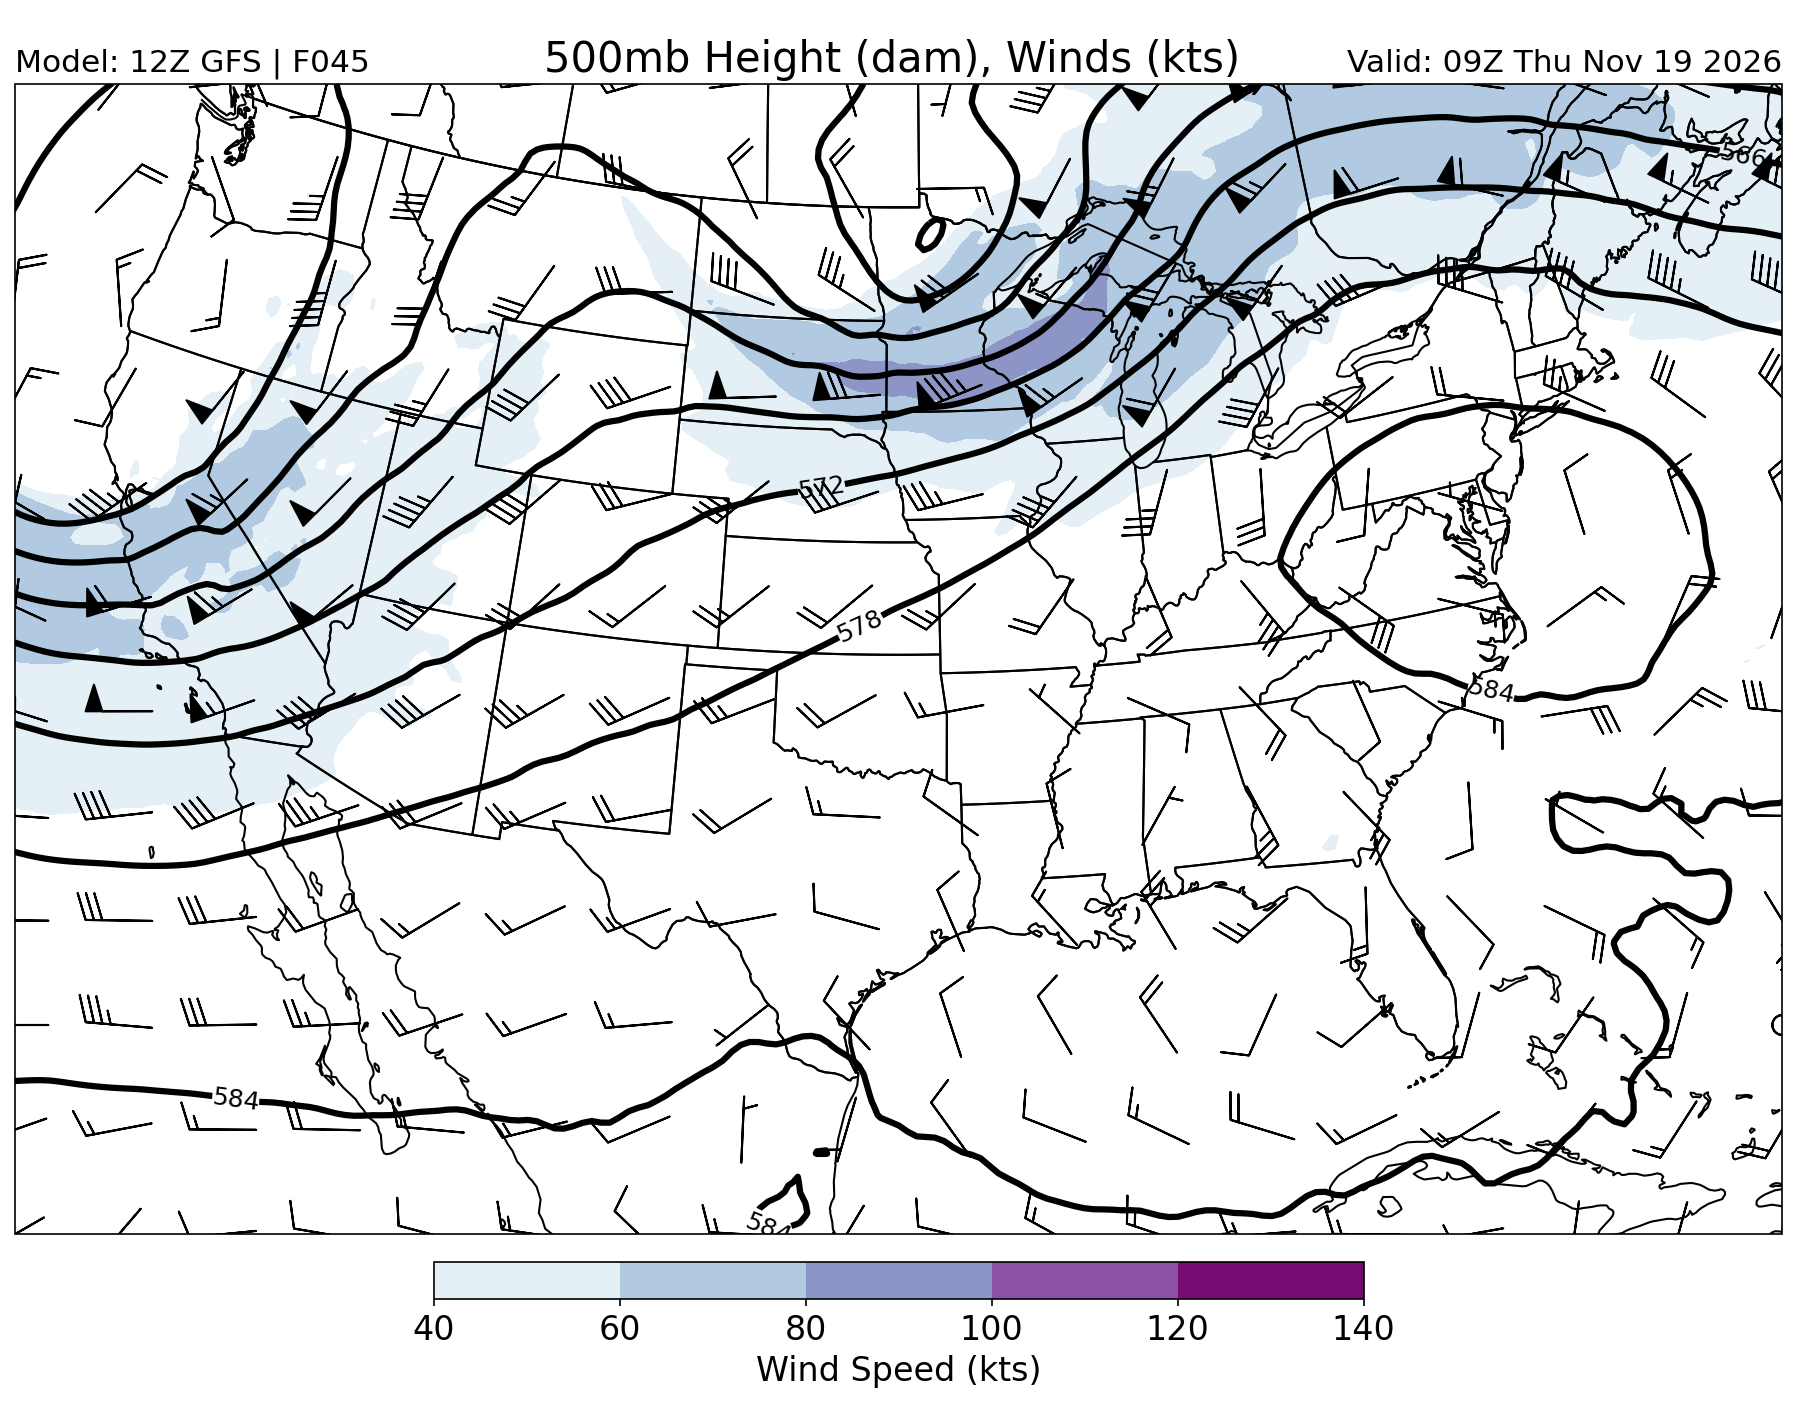 Model: 12Z GFS | F045
500mb Height (dam), Winds (kts)
Valid: 09Z Thu Nov 19 2026
566
572
578
584
584
584
40 60 80 100 120 140
Wind Speed (kts)